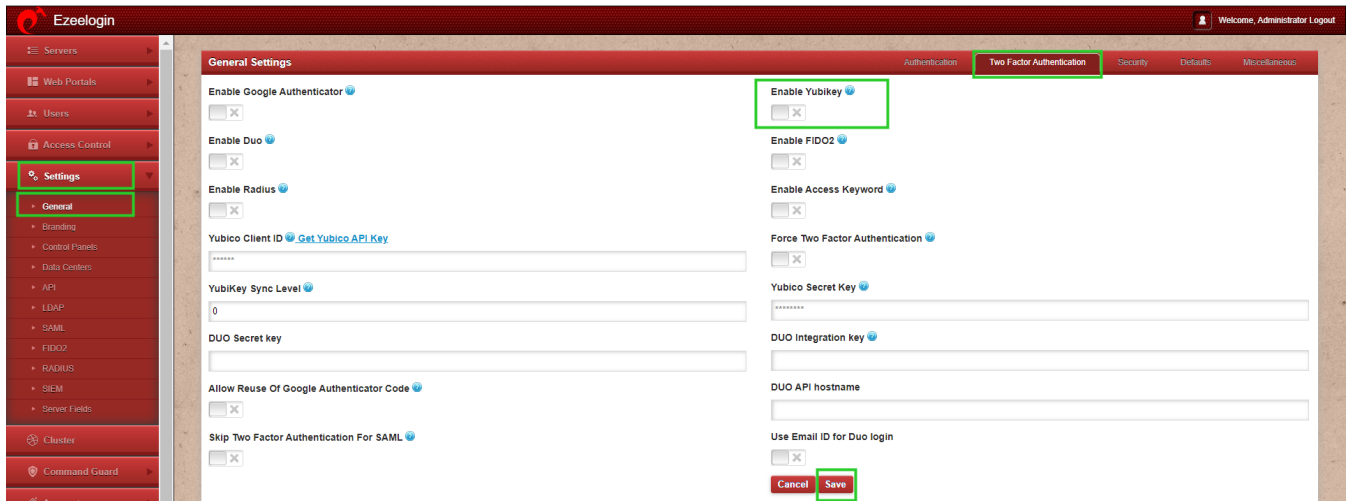 Ezeelogin
Welcome, Administrator Logout
Servers
Web Portals
Users
Access Control
Settings
General
Branding
Control Panels
Data Centers
API
LDAP
SAML
FIDO2
RADIUS
SIEM
Server Fields
Cluster
Command Guard
General Settings
Authentication
Two Factor Authentication
Security
Defaults
Miscellaneous
Enable Google Authenticator
Enable Yubikey
Enable Duo
Enable FIDO2
Enable Radius
Enable Access Keyword
Yubico Client ID Get Yubico API Key
******
Force Two Factor Authentication
YubiKey Sync Level
0
Yubico Secret Key
********
DUO Secret key
DUO Integration key
Allow Reuse Of Google Authenticator Code
DUO API hostname
Skip Two Factor Authentication For SAML
Use Email ID for Duo login
Cancel
Save